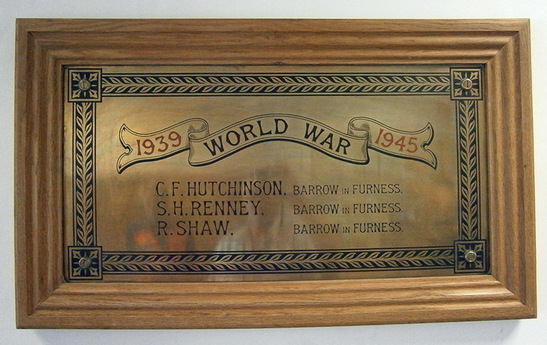 1939 WORLD WAR 1945
C.F. HUTCHINSON. BARROW IN FURNESS.
S.H. RENNEY. BARROW IN FURNESS.
R. SHAW. BARROW IN FURNESS.